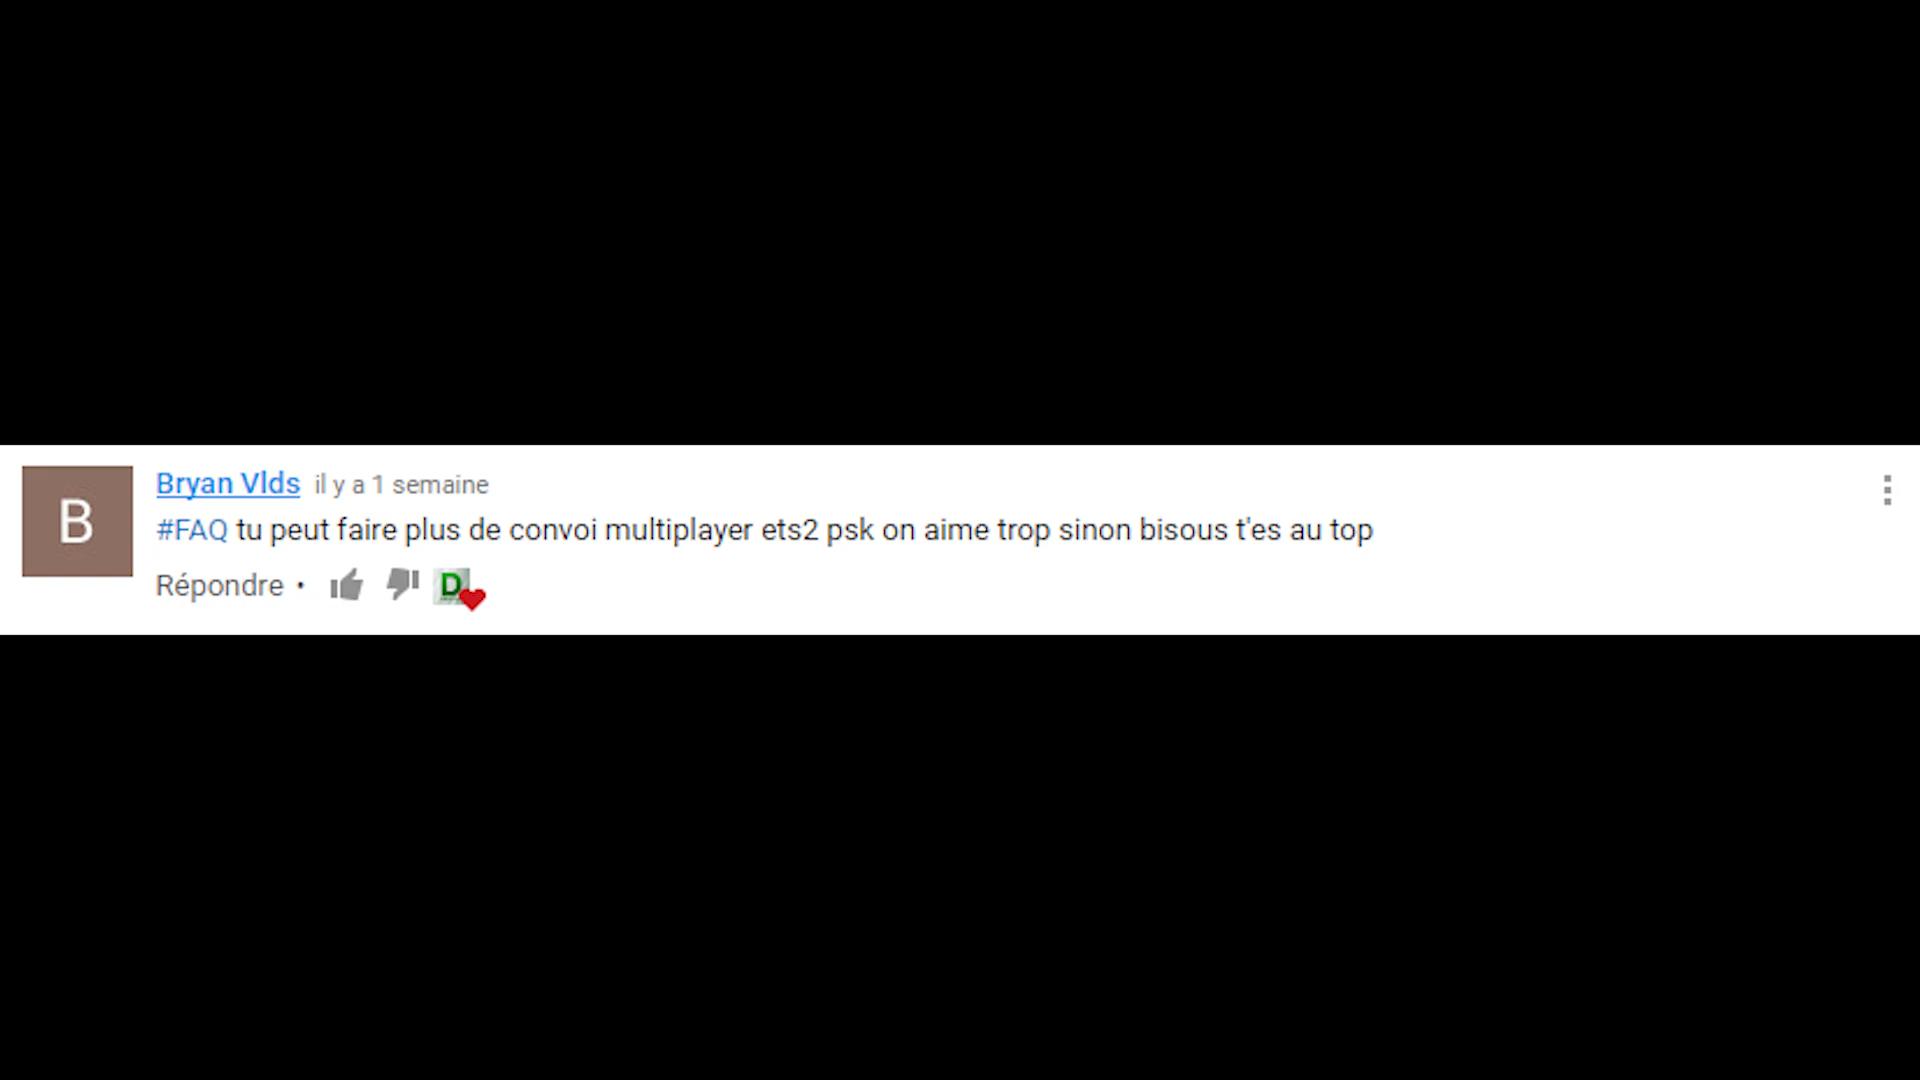 B
Bryan Vlds il y a 1 semaine
#FAQ tu peut faire plus de convoi multiplayer ets2 psk on aime trop sinon bisous t'es au top
Répondre •
D